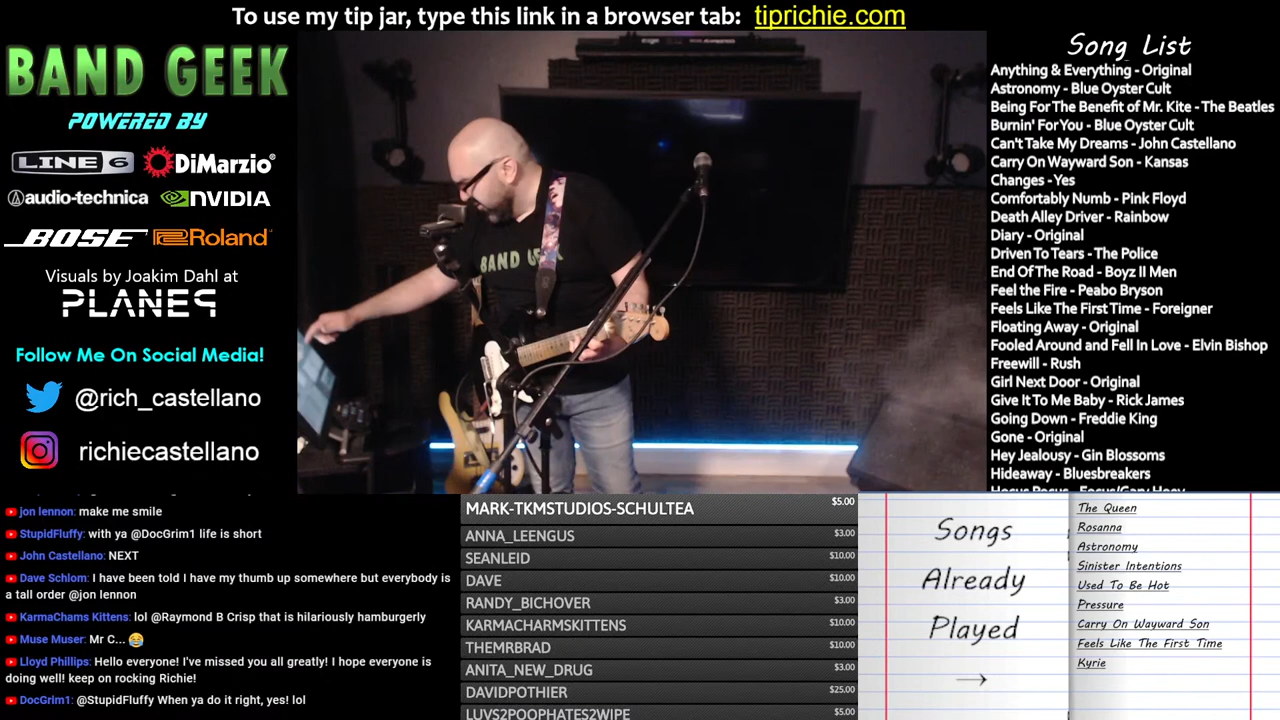 To use my tip jar, type this link in a browser tab: tiprichie.com
BAND GEEK
POWERED BY
LINE 6
DiMarzio
audio-technica
NVIDIA
BOSE
Roland
Visuals by Joakim Dahl at
PLANE9
Follow Me On Social Media!
@rich_castellano
richiecastellano
BAND GEEK
Song List
Anything & Everything - Original
Astronomy - Blue Oyster Cult
Being For The Benefit of Mr. Kite - The Beatles
Burnin' For You - Blue Oyster Cult
Can't Take My Dreams - John Castellano
Carry On Wayward Son - Kansas
Changes - Yes
Comfortably Numb - Pink Floyd
Death Alley Driver - Rainbow
Diary - Original
Driven To Tears - The Police
End Of The Road - Boyz II Men
Feel the Fire - Peabo Bryson
Feels Like The First Time - Foreigner
Floating Away - Original
Fooled Around and Fell In Love - Elvin Bishop
Freewill - Rush
Girl Next Door - Original
Give It To Me Baby - Rick James
Going Down - Freddie King
Gone - Original
Hey Jealousy - Gin Blossoms
Hideaway - Bluesbreakers
Hocus Pocus - Focus/Gary Hoey
jon lennon: make me smile
StupidFluffy: with ya @DocGrim1 life is short
John Castellano: NEXT
Dave Schlom: I have been told I have my thumb up somewhere but everybody is
a tall order @jon lennon
KarmaChams Kittens: lol @Raymond B Crisp that is hilariously hamburgerly
Muse Muser: Mr C... 😂
Lloyd Phillips: Hello everyone! I've missed you all greatly! I hope everyone is
doing well! keep on rocking Richie!
DocGrim1: @StupidFluffy When ya do it right, yes! lol
MARK-TKMSTUDIOS-SCHULTEA $5.00
ANNA_LEENGUS $3.00
SEANLEID $10.00
DAVE $10.00
RANDY_BICHOVER $3.00
KARMACHARMSKITTENS $10.00
THEMRBRAD $10.00
ANITA_NEW_DRUG $3.00
DAVIDPOTHIER $25.00
LUVS2POOPHATES2WIPE $5.00
Songs
Already
Played
→
The Queen
Rosanna
Astronomy
Sinister Intentions
Used To Be Hot
Pressure
Carry On Wayward Son
Feels Like The First Time
Kyrie